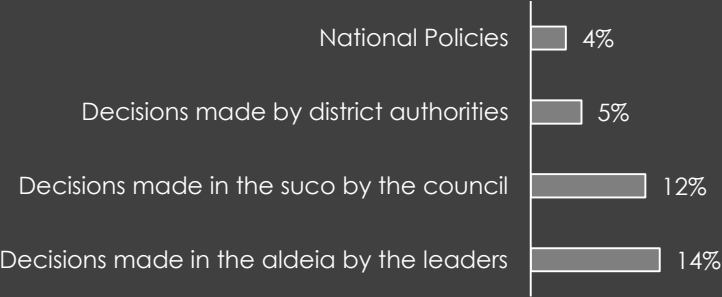 National Policies 4%
Decisions made by district authorities 5%
Decisions made in the suco by the council 12%
Decisions made in the aldeia by the leaders 14%